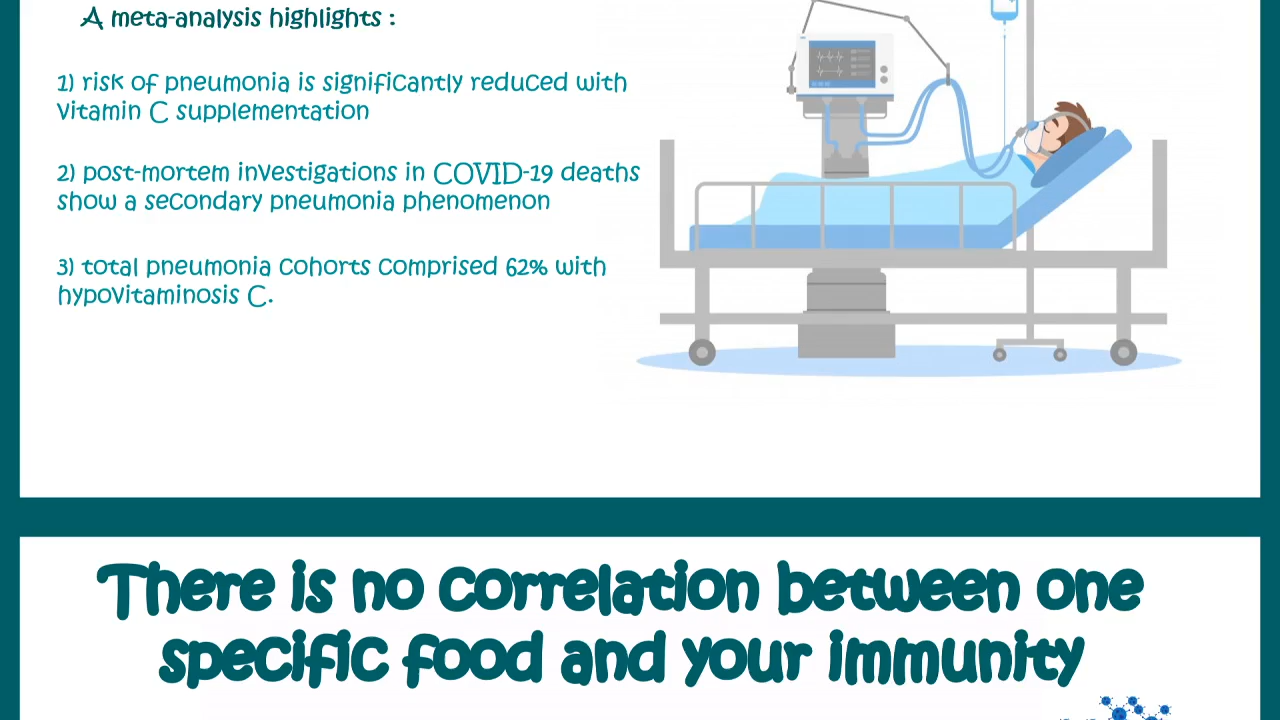 A meta-analysis highlights :
1) risk of pneumonia is significantly reduced with
vitamin C supplementation
2) post-mortem investigations in COVID-19 deaths
show a secondary pneumonia phenomenon
3) total pneumonia cohorts comprised 62% with
hypovitaminosis C.
There is no correlation between one
specific food and your immunity